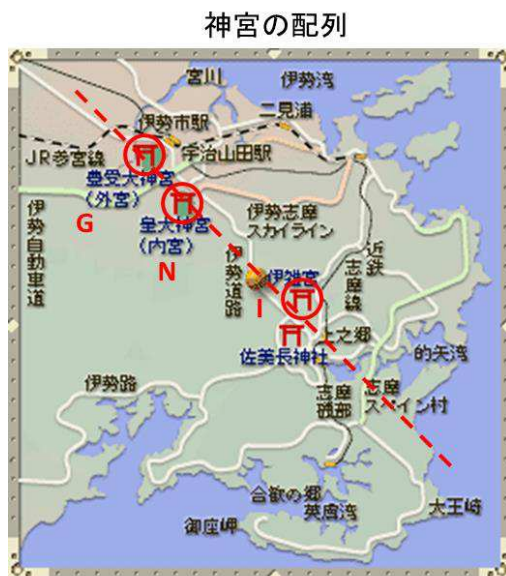 神宮の配列
宮川
伊勢湾
二見浦
伊勢市駅
JR参宮線
宇治山田駅
豊受大神宮
(外宮)
G
皇大神宮
(内宮)
N
伊勢自動車道
伊勢志摩
スカイライン
伊勢道路
伊雑宮
I
近鉄
志摩線
上之郷
佐美長神社
的矢湾
伊勢路
志摩
磯部
志摩
スペイン村
合歓の郷
英虞湾
大王崎
御座岬